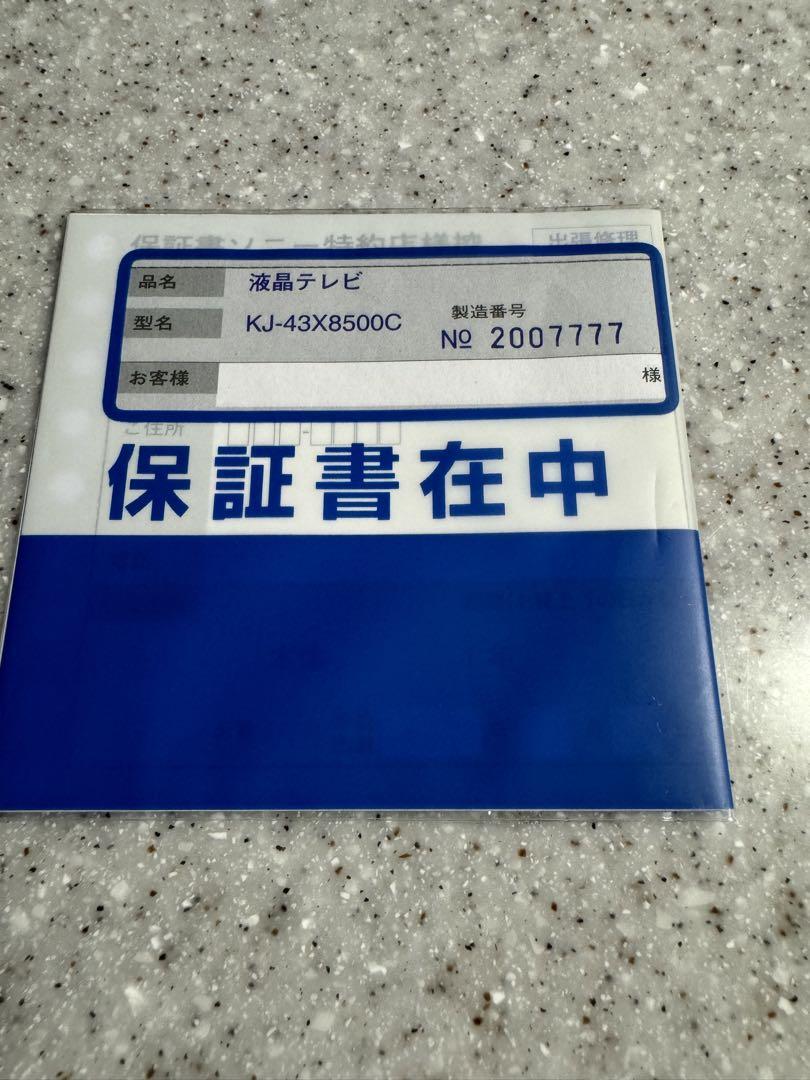 保証書ソニー特約店様控
出張修理
品名 液晶テレビ
型名 KJ-43X8500C 製造番号
№ 2007777
お客様 様
ご住所
保証書在中